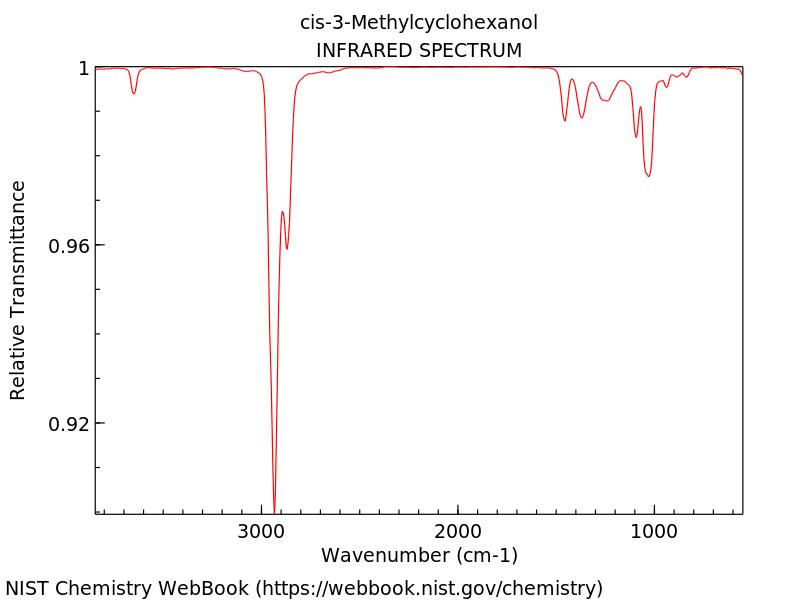 cis-3-Methylcyclohexanol
INFRARED SPECTRUM
1
0.96
0.92
Relative Transmittance
3000 2000 1000
Wavenumber (cm-1)
NIST Chemistry WebBook (https://webbook.nist.gov/chemistry)